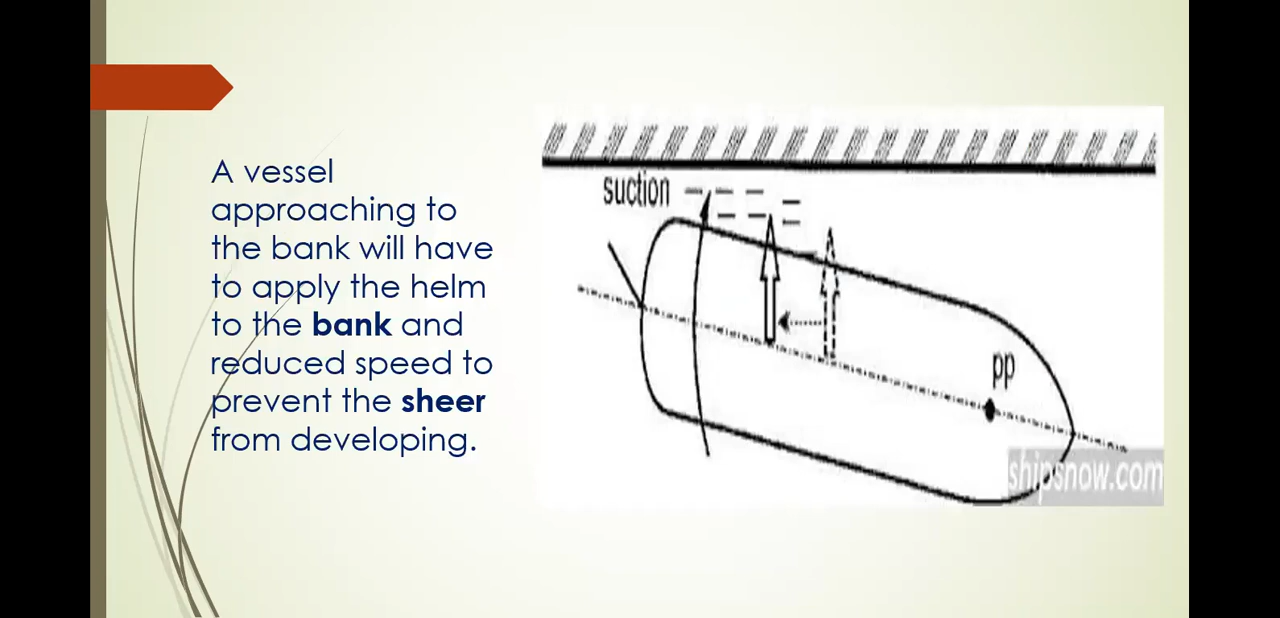 A vessel
approaching to
the bank will have
to apply the helm
to the bank and
reduced speed to
prevent the sheer
from developing.
suction
pp
shipsnow.com